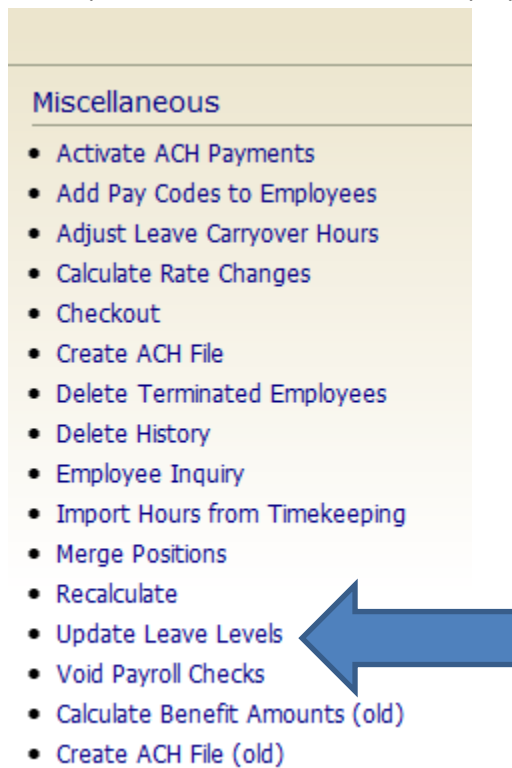 Miscellaneous
• Activate ACH Payments
• Add Pay Codes to Employees
• Adjust Leave Carryover Hours
• Calculate Rate Changes
• Checkout
• Create ACH File
• Delete Terminated Employees
• Delete History
• Employee Inquiry
• Import Hours from Timekeeping
• Merge Positions
• Recalculate
• Update Leave Levels
• Void Payroll Checks
• Calculate Benefit Amounts (old)
• Create ACH File (old)